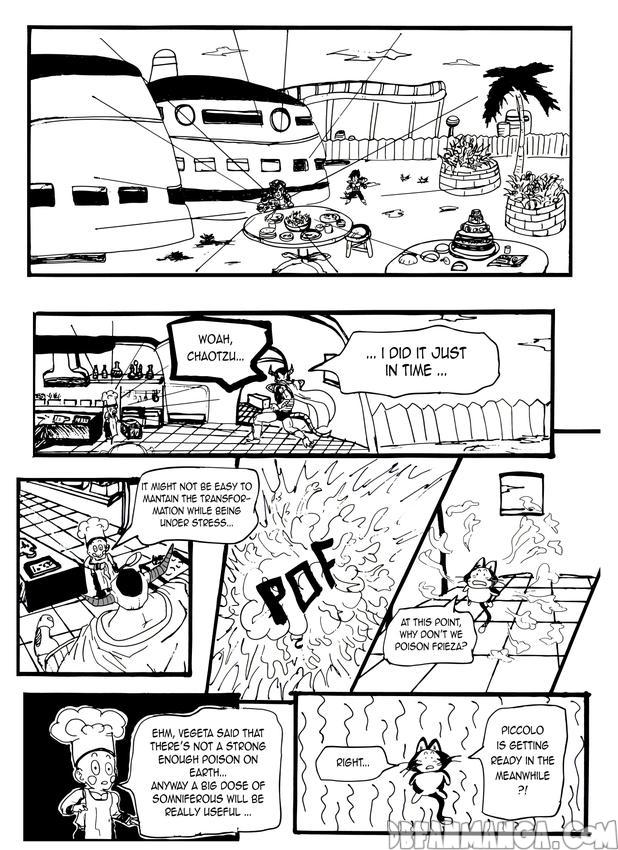 WOAH,
CHAOTZU...
... I DID IT JUST
IN TIME ...
IT MIGHT NOT BE EASY TO
MANTAIN THE TRANSFOR-
MATION WHILE BEING
UNDER STRESS...
POF
AT THIS POINT,
WHY DON'T WE
POISON FRIEZA?
EHM, VEGETA SAID THAT
THERE'S NOT A STRONG
ENOUGH POISON ON
EARTH...
ANYWAY A BIG DOSE OF
SOMNIFEROUS WILL BE
REALLY USEFUL ...
RIGHT...
PICCOLO
IS GETTING
READY IN THE
MEANWHILE
?!
DBFANMANGA.COM